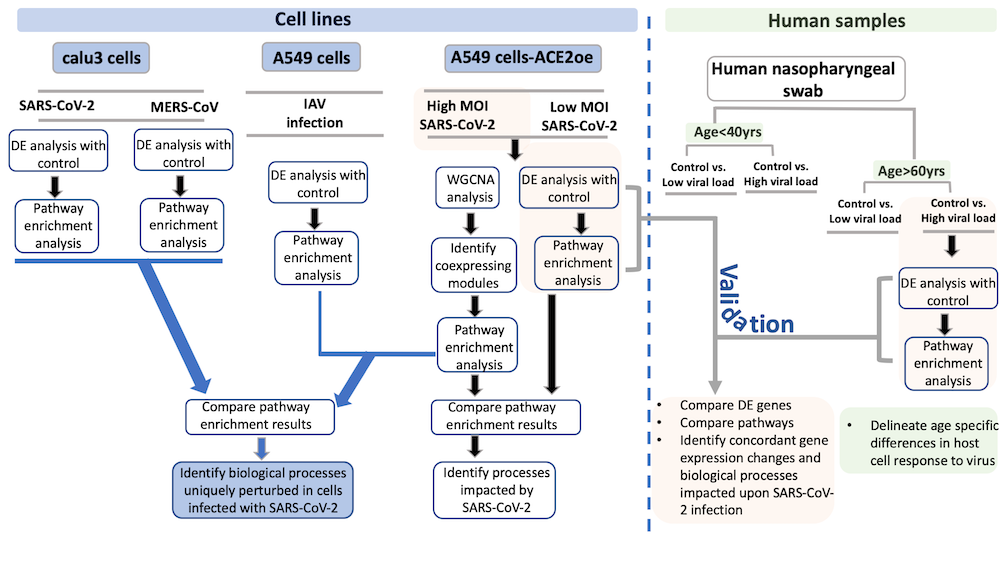 Cell lines
Human samples
calu3 cells
A549 cells
A549 cells-ACE2oe
Human nasopharyngeal
swab
SARS-CoV-2
MERS-CoV
IAV
infection
High MOI
SARS-CoV-2
Low MOI
SARS-CoV-2
Age<40yrs
Control vs.
Low viral load
Control vs.
High viral load
Age>60yrs
Control vs.
Low viral load
Control vs.
High viral load
DE analysis with
control
DE analysis with
control
DE analysis with
control
WGCNA
analysis
DE analysis with
control
Pathway
enrichment
analysis
Pathway
enrichment
analysis
Pathway
enrichment
analysis
Identify
coexpressing
modules
Pathway
enrichment
analysis
DE analysis with
control
Validation
Pathway
enrichment
analysis
Pathway
enrichment
analysis
Compare pathway
enrichment results
Compare pathway
enrichment results
Identify biological processes
uniquely perturbed in cells
infected with SARS-CoV-2
Identify processes
impacted by
SARS-CoV-2
• Compare DE genes
• Compare pathways
• Identify concordant gene
expression changes and
biological processes
impacted upon SARS-CoV-
2 infection
• Delineate age specific
differences in host
cell response to virus